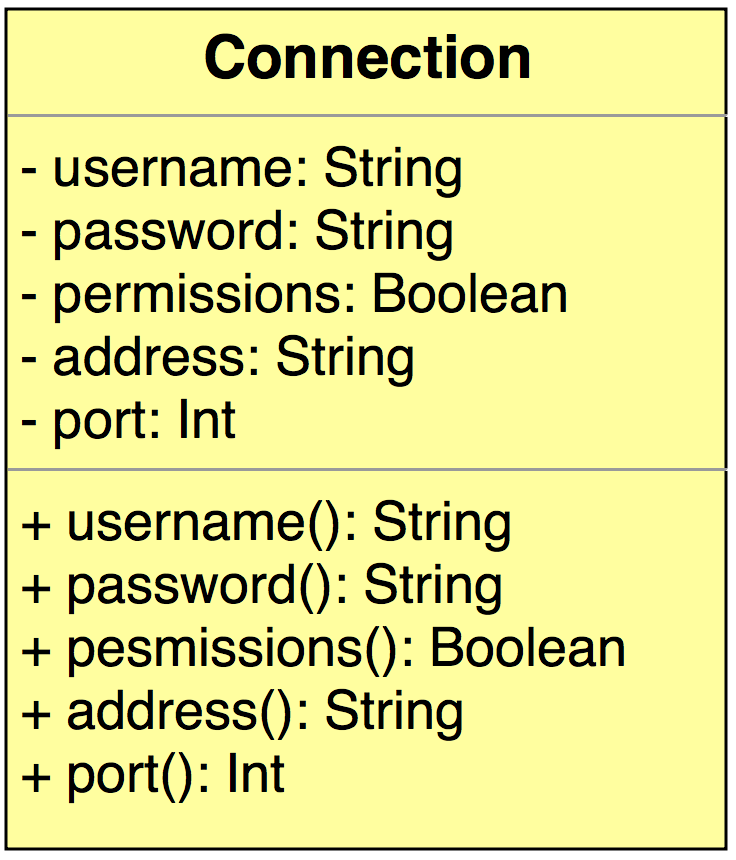 Connection
- username: String
- password: String
- permissions: Boolean
- address: String
- port: Int
+ username(): String
+ password(): String
+ pesmissions(): Boolean
+ address(): String
+ port(): Int